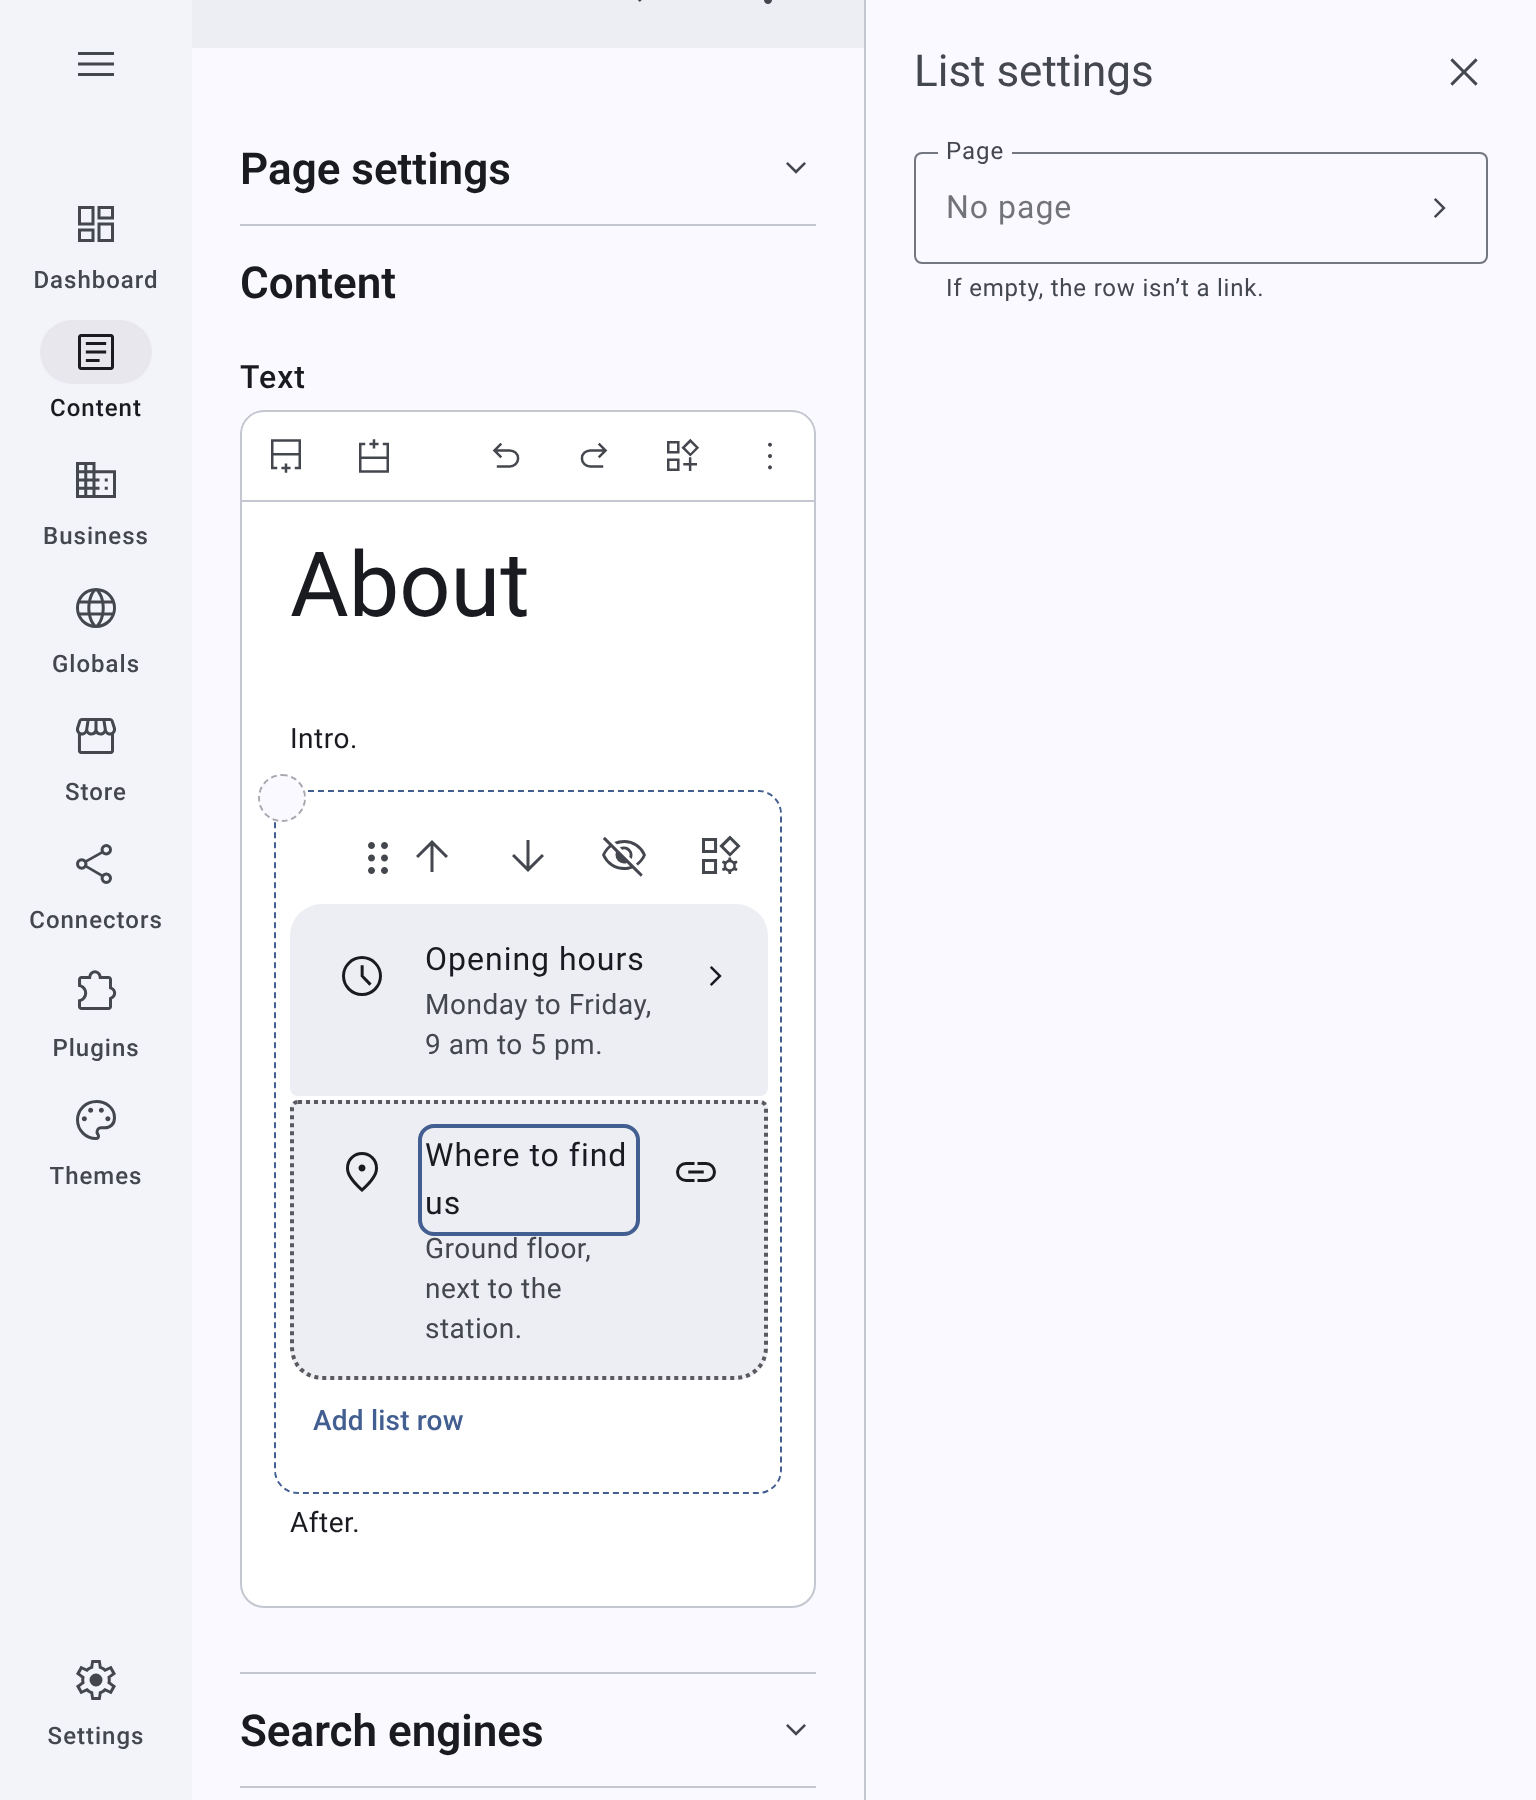 Dashboard
Content
Business
Globals
Store
Connectors
Plugins
Themes
Settings
Page settings
Content
Text
About
Intro.
Opening hours
Monday to Friday,
9 am to 5 pm.
Where to find
us
Ground floor,
next to the
station.
Add list row
After.
Search engines
List settings
Page
No page
If empty, the row isn’t a link.